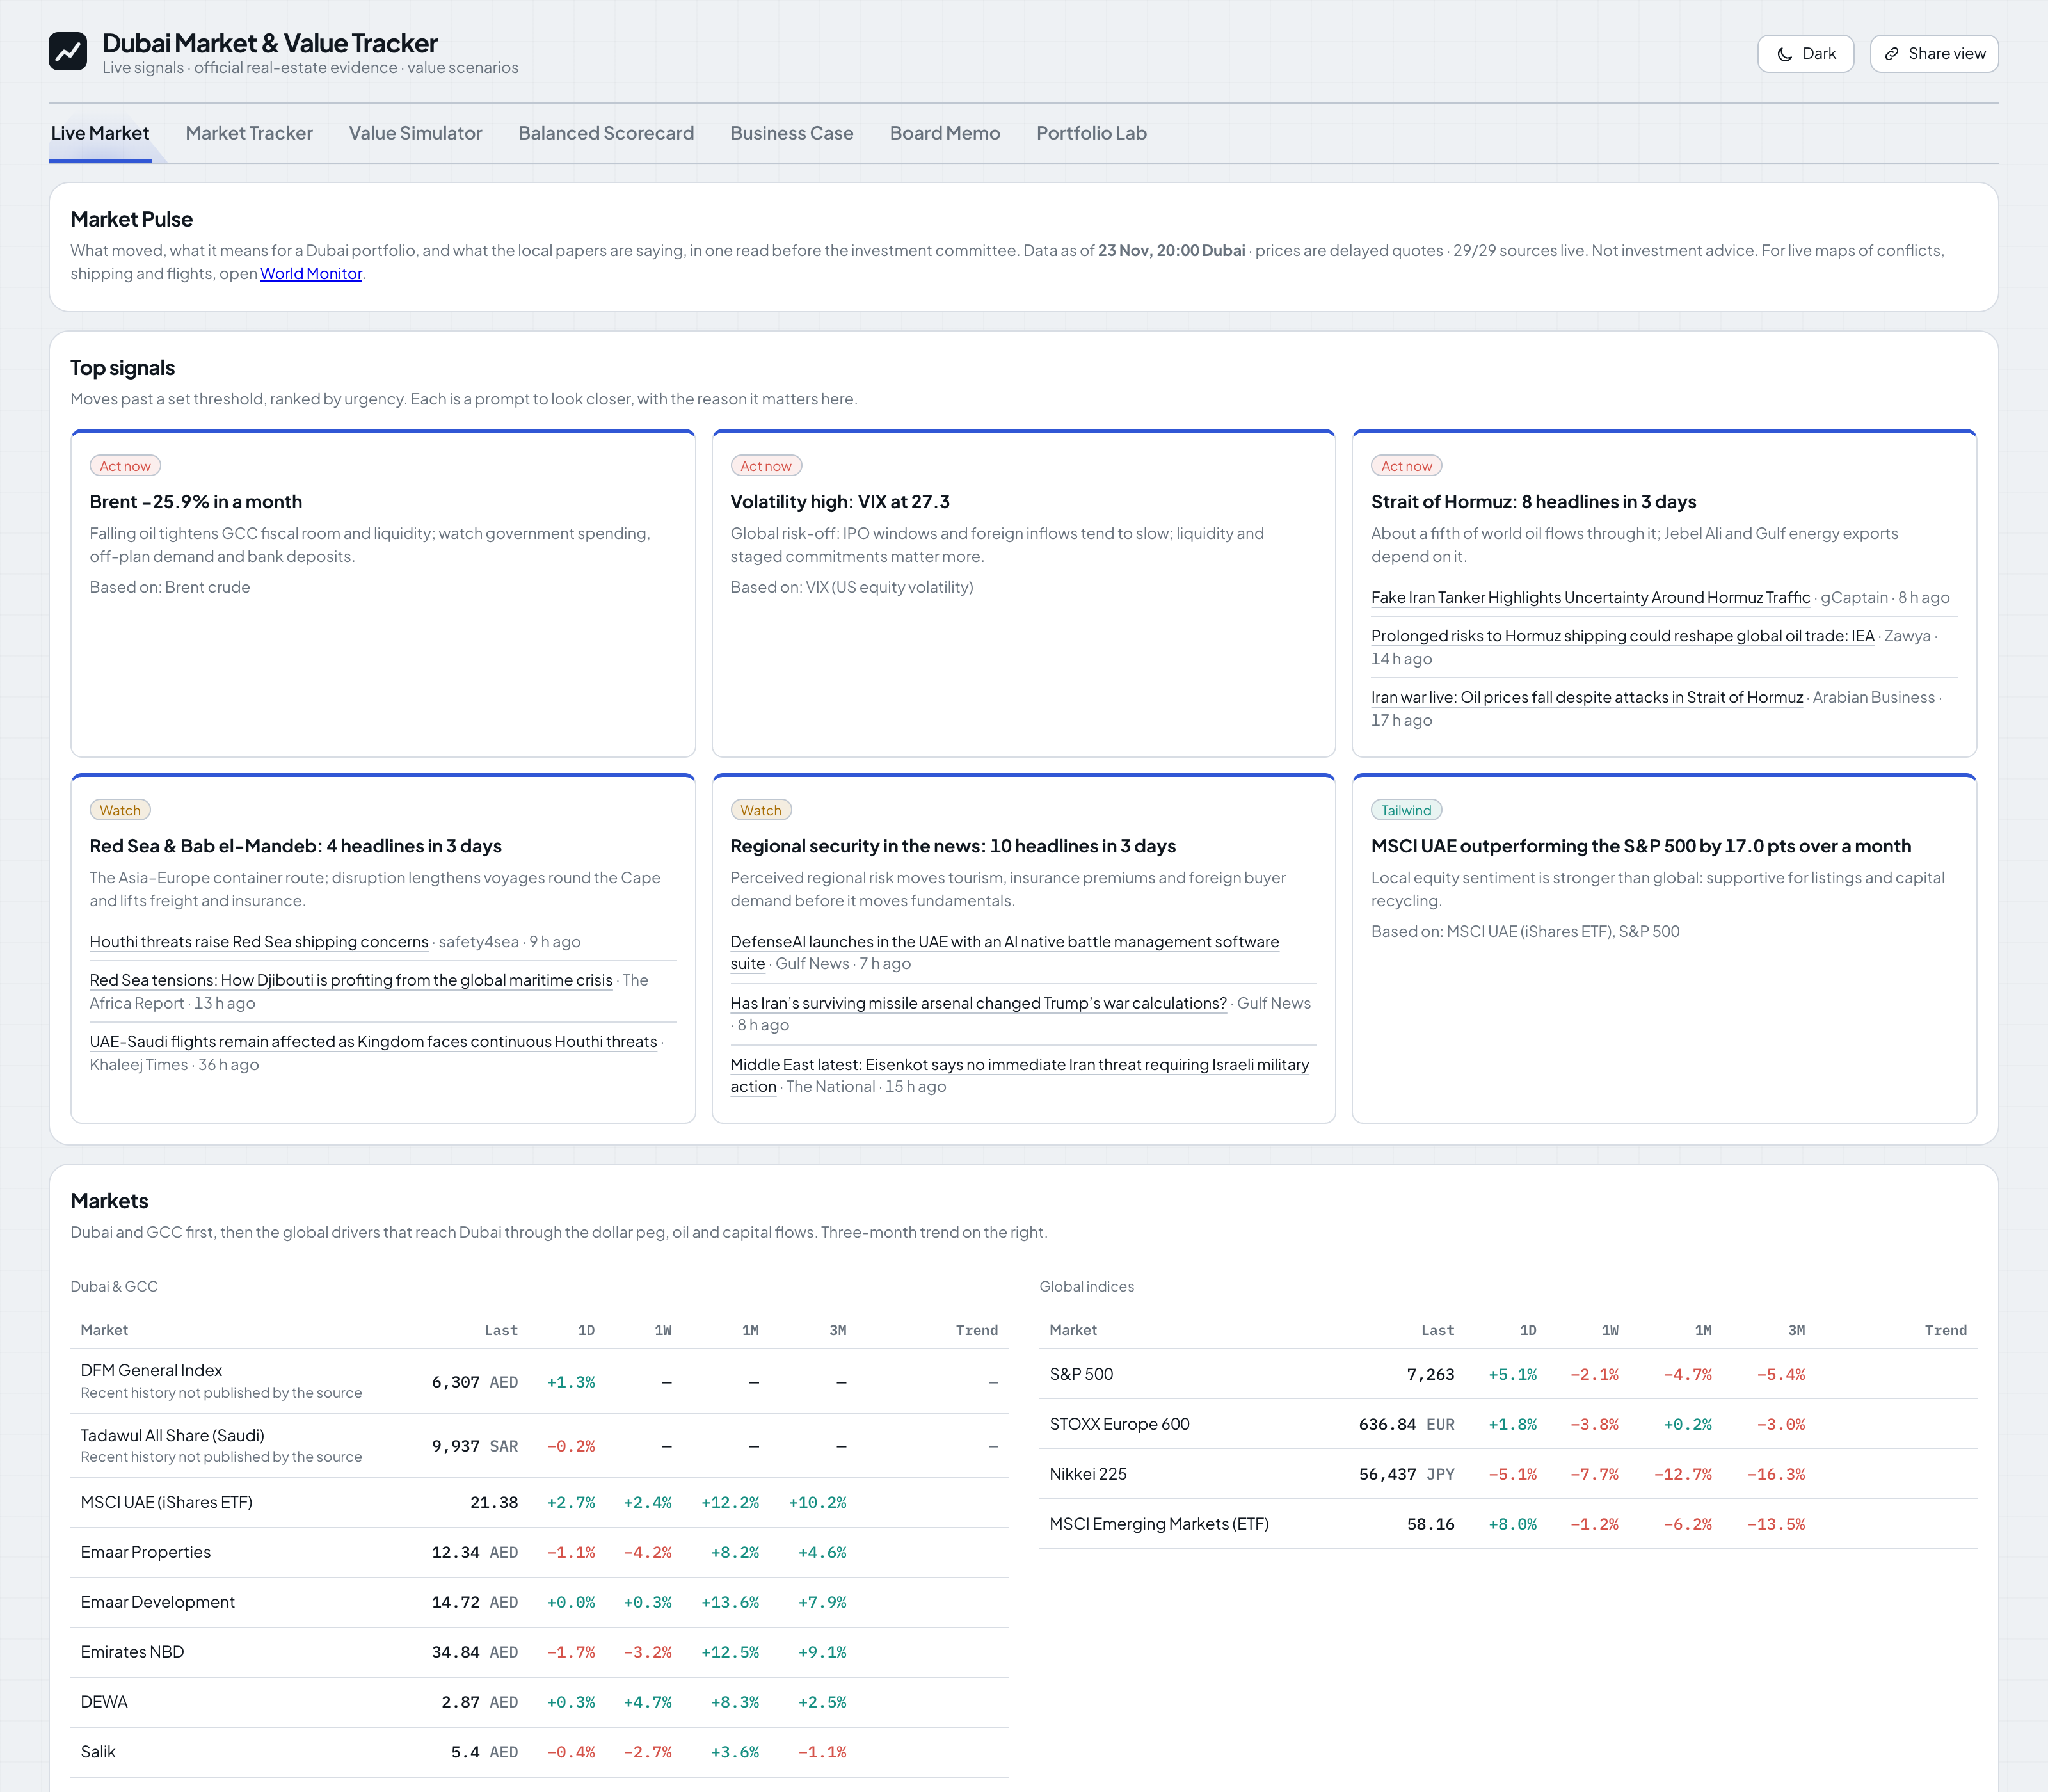 Dubai Market & Value Tracker
Live signals · official real-estate evidence · value scenarios
Dark
Share view
Live Market
Market Tracker
Value Simulator
Balanced Scorecard
Business Case
Board Memo
Portfolio Lab
Market Pulse
What moved, what it means for a Dubai portfolio, and what the local papers are saying, in one read before the investment committee. Data as of 23 Nov, 20:00 Dubai · prices are delayed quotes · 29/29 sources live. Not investment advice. For live maps of conflicts,
shipping and flights, open World Monitor.
Top signals
Moves past a set threshold, ranked by urgency. Each is a prompt to look closer, with the reason it matters here.
Act now
Brent −25.9% in a month
Falling oil tightens GCC fiscal room and liquidity; watch government spending,
off-plan demand and bank deposits.
Based on: Brent crude
Act now
Volatility high: VIX at 27.3
Global risk-off: IPO windows and foreign inflows tend to slow; liquidity and
staged commitments matter more.
Based on: VIX (US equity volatility)
Act now
Strait of Hormuz: 8 headlines in 3 days
About a fifth of world oil flows through it; Jebel Ali and Gulf energy exports
depend on it.
Fake Iran Tanker Highlights Uncertainty Around Hormuz Traffic · gCaptain · 8 h ago
Prolonged risks to Hormuz shipping could reshape global oil trade: IEA · Zawya ·
14 h ago
Iran war live: Oil prices fall despite attacks in Strait of Hormuz · Arabian Business ·
17 h ago
Watch
Red Sea & Bab el-Mandeb: 4 headlines in 3 days
The Asia–Europe container route; disruption lengthens voyages round the Cape
and lifts freight and insurance.
Houthi threats raise Red Sea shipping concerns · safety4sea · 9 h ago
Red Sea tensions: How Djibouti is profiting from the global maritime crisis · The
Africa Report · 13 h ago
UAE-Saudi flights remain affected as Kingdom faces continuous Houthi threats ·
Khaleej Times · 36 h ago
Watch
Regional security in the news: 10 headlines in 3 days
Perceived regional risk moves tourism, insurance premiums and foreign buyer
demand before it moves fundamentals.
DefenseAI launches in the UAE with an AI native battle management software
suite · Gulf News · 7 h ago
Has Iran's surviving missile arsenal changed Trump's war calculations? · Gulf News
· 8 h ago
Middle East latest: Eisenkot says no immediate Iran threat requiring Israeli military
action · The National · 15 h ago
Tailwind
MSCI UAE outperforming the S&P 500 by 17.0 pts over a month
Local equity sentiment is stronger than global: supportive for listings and capital
recycling.
Based on: MSCI UAE (iShares ETF), S&P 500
Markets
Dubai and GCC first, then the global drivers that reach Dubai through the dollar peg, oil and capital flows. Three-month trend on the right.
Dubai & GCC
Market Last 1D 1W 1M 3M Trend
DFM General Index 6,307 AED +1.3% – – – –
Recent history not published by the source
Tadawul All Share (Saudi) 9,937 SAR −0.2% – – – –
Recent history not published by the source
MSCI UAE (iShares ETF) 21.38 +2.7% +2.4% +12.2% +10.2%
Emaar Properties 12.34 AED −1.1% −4.2% +8.2% +4.6%
Emaar Development 14.72 AED +0.0% +0.3% +13.6% +7.9%
Emirates NBD 34.84 AED −1.7% −3.2% +12.5% +9.1%
DEWA 2.87 AED +0.3% +4.7% +8.3% +2.5%
Salik 5.4 AED −0.4% −2.7% +3.6% −1.1%
Global indices
Market Last 1D 1W 1M 3M Trend
S&P 500 7,263 +5.1% −2.1% −4.7% −5.4%
STOXX Europe 600 636.84 EUR +1.8% −3.8% +0.2% −3.0%
Nikkei 225 56,437 JPY −5.1% −7.7% −12.7% −16.3%
MSCI Emerging Markets (ETF) 58.16 +8.0% −1.2% −6.2% −13.5%